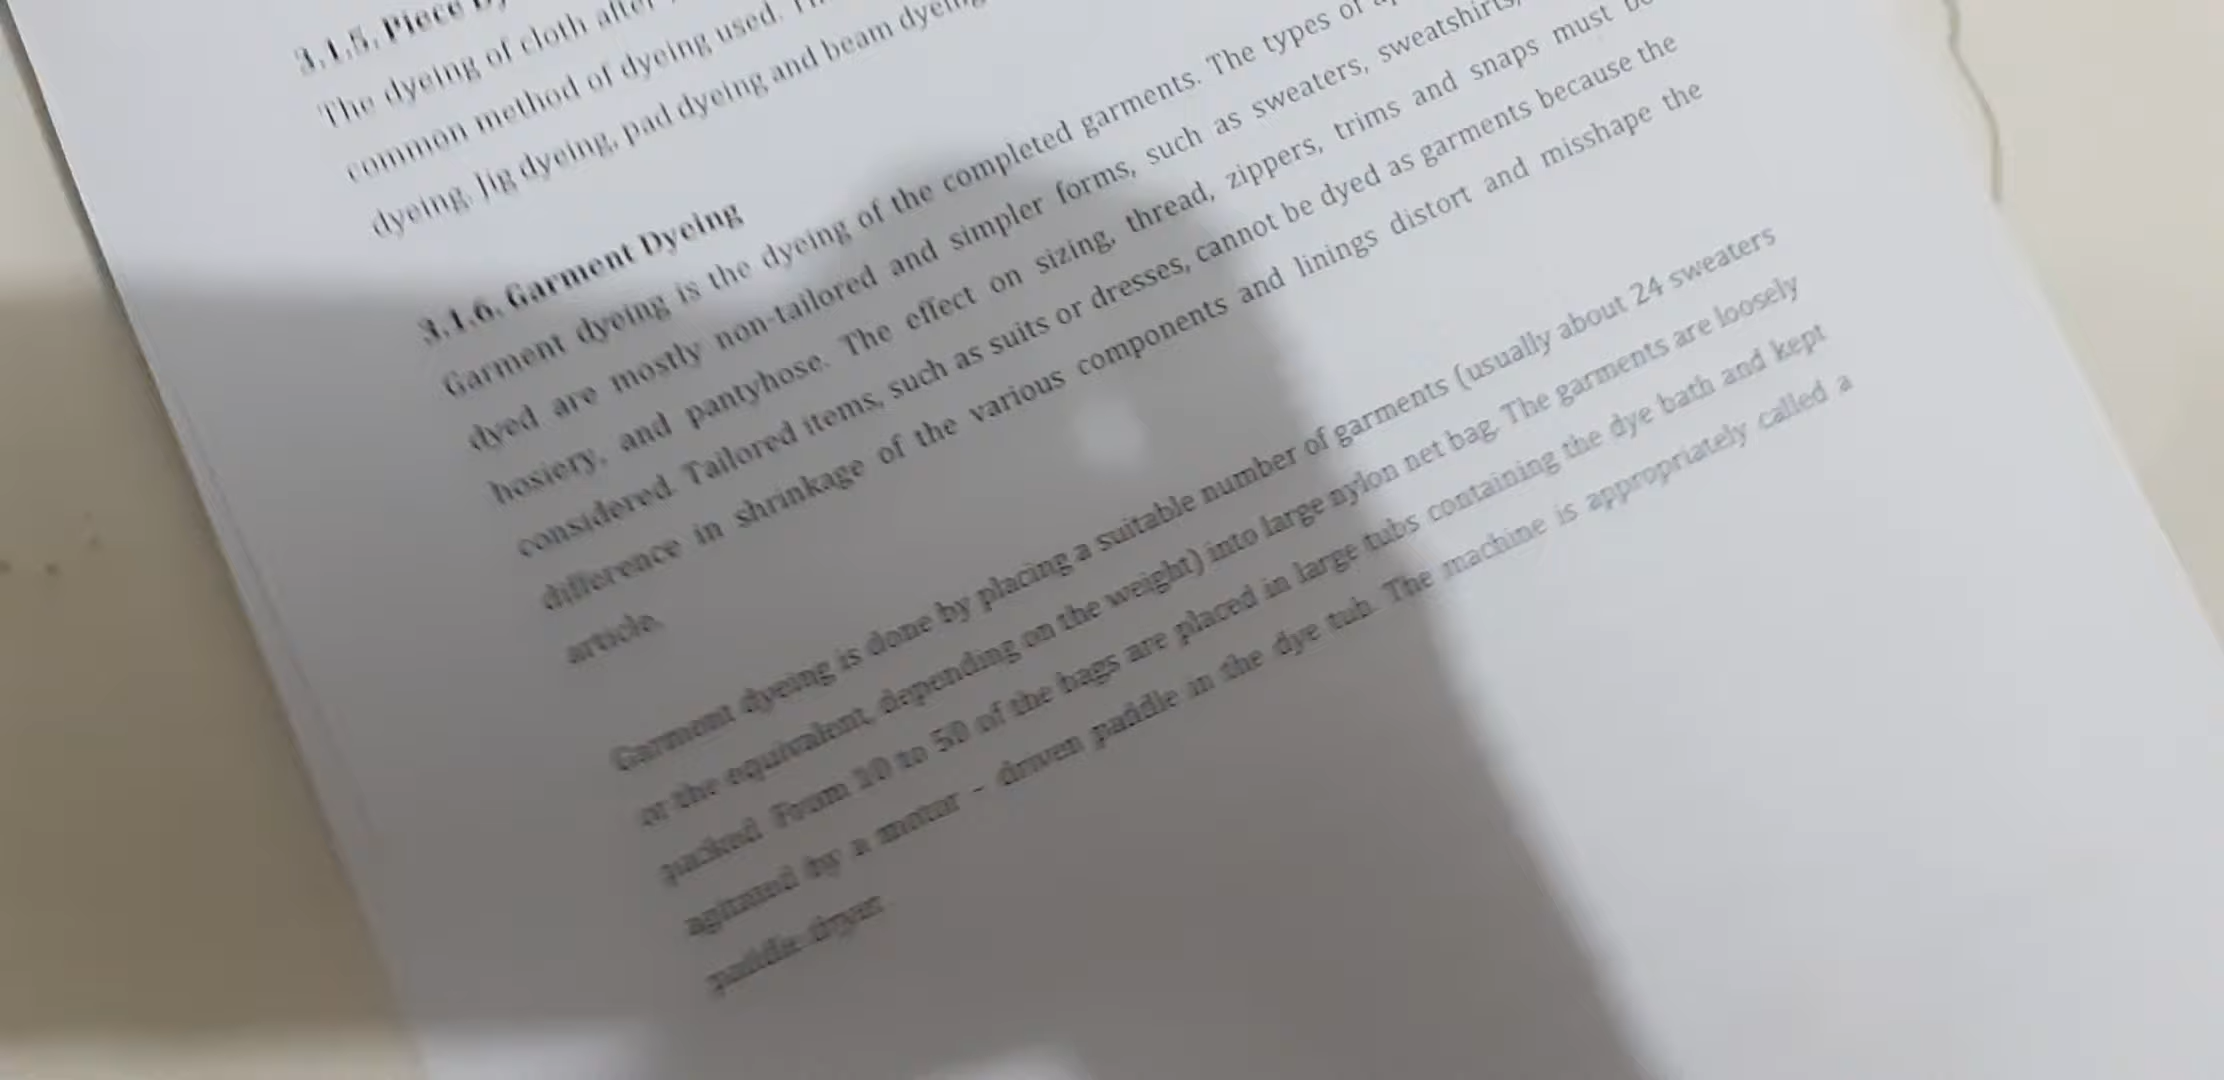 3.1.5. Piece
The dyeing of cloth after
common method of dyeing used.
dyeing, Jig dyeing, pad dyeing and beam dyeing
3.1.6. Garment Dyeing
Garment dyeing is the dyeing of the completed garments. The types of
dyed are mostly non-tailored and simpler forms, such as sweaters, sweatshirts,
hosiery, and pantyhose. The effect on sizing, thread, zippers, trims and snaps must be
considered. Tailored items, such as suits or dresses, cannot be dyed as garments because the
difference in shrinkage of the various components and linings distort and misshape the
article.
Garment dyeing is done by placing a suitable number of garments (usually about 24 sweaters
or the equivalent, depending on the weight) into large nylon net bag. The garments are loosely
packed. From 10 to 50 of the bags are placed in large tubs containing the dye bath and kept
agitated by a motor - driven paddle in the dye tub. The machine is appropriately called a
paddle dryer.